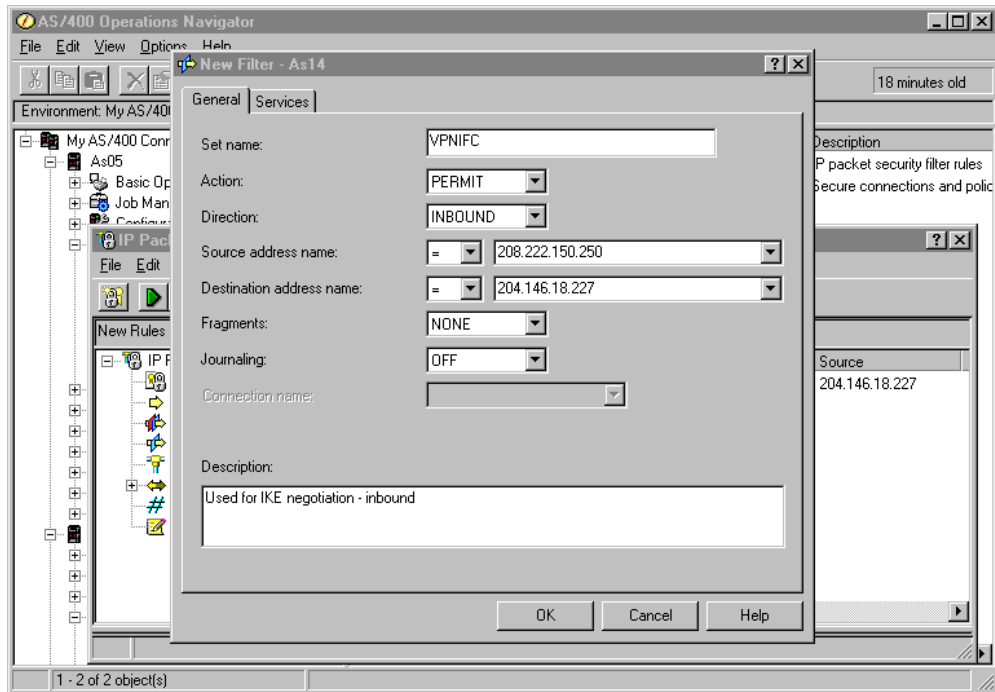 AS/400 Operations Navigator
File Edit View Options Help
18 minutes old
Environment: My AS/400
My AS/400 Conn
As05
Basic Op
Job Man
Description
IP packet security filter rules
Secure connections and polic
IP Pack
File Edit
New Rules
IP P
Source
204.146.18.227
New Filter - As14
General
Services
Set name:
VPNIFC
Action:
PERMIT
Direction:
INBOUND
Source address name:
=
208.222.150.250
Destination address name:
=
204.146.18.227
Fragments:
NONE
Journaling:
OFF
Connection name:
Description:
Used for IKE negotiation - inbound
OK
Cancel
Help
1 - 2 of 2 object(s)